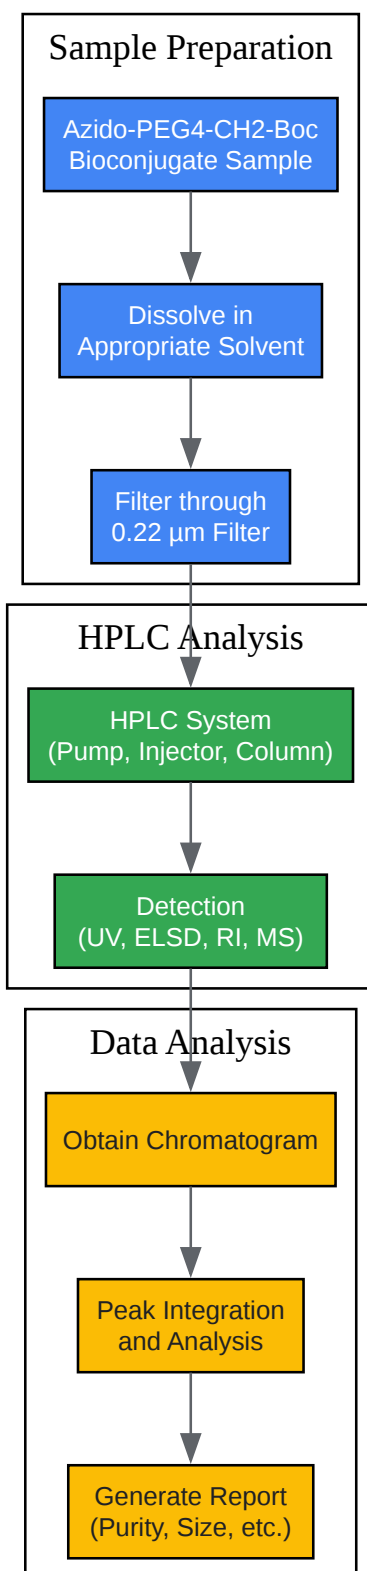 Sample Preparation
Azido-PEG4-CH2-Boc
Bioconjugate Sample
Dissolve in
Appropriate Solvent
Filter through
0.22 µm Filter
HPLC Analysis
HPLC System
(Pump, Injector, Column)
Detection
(UV, ELSD, RI, MS)
Data Analysis
Obtain Chromatogram
Peak Integration
and Analysis
Generate Report
(Purity, Size, etc.)